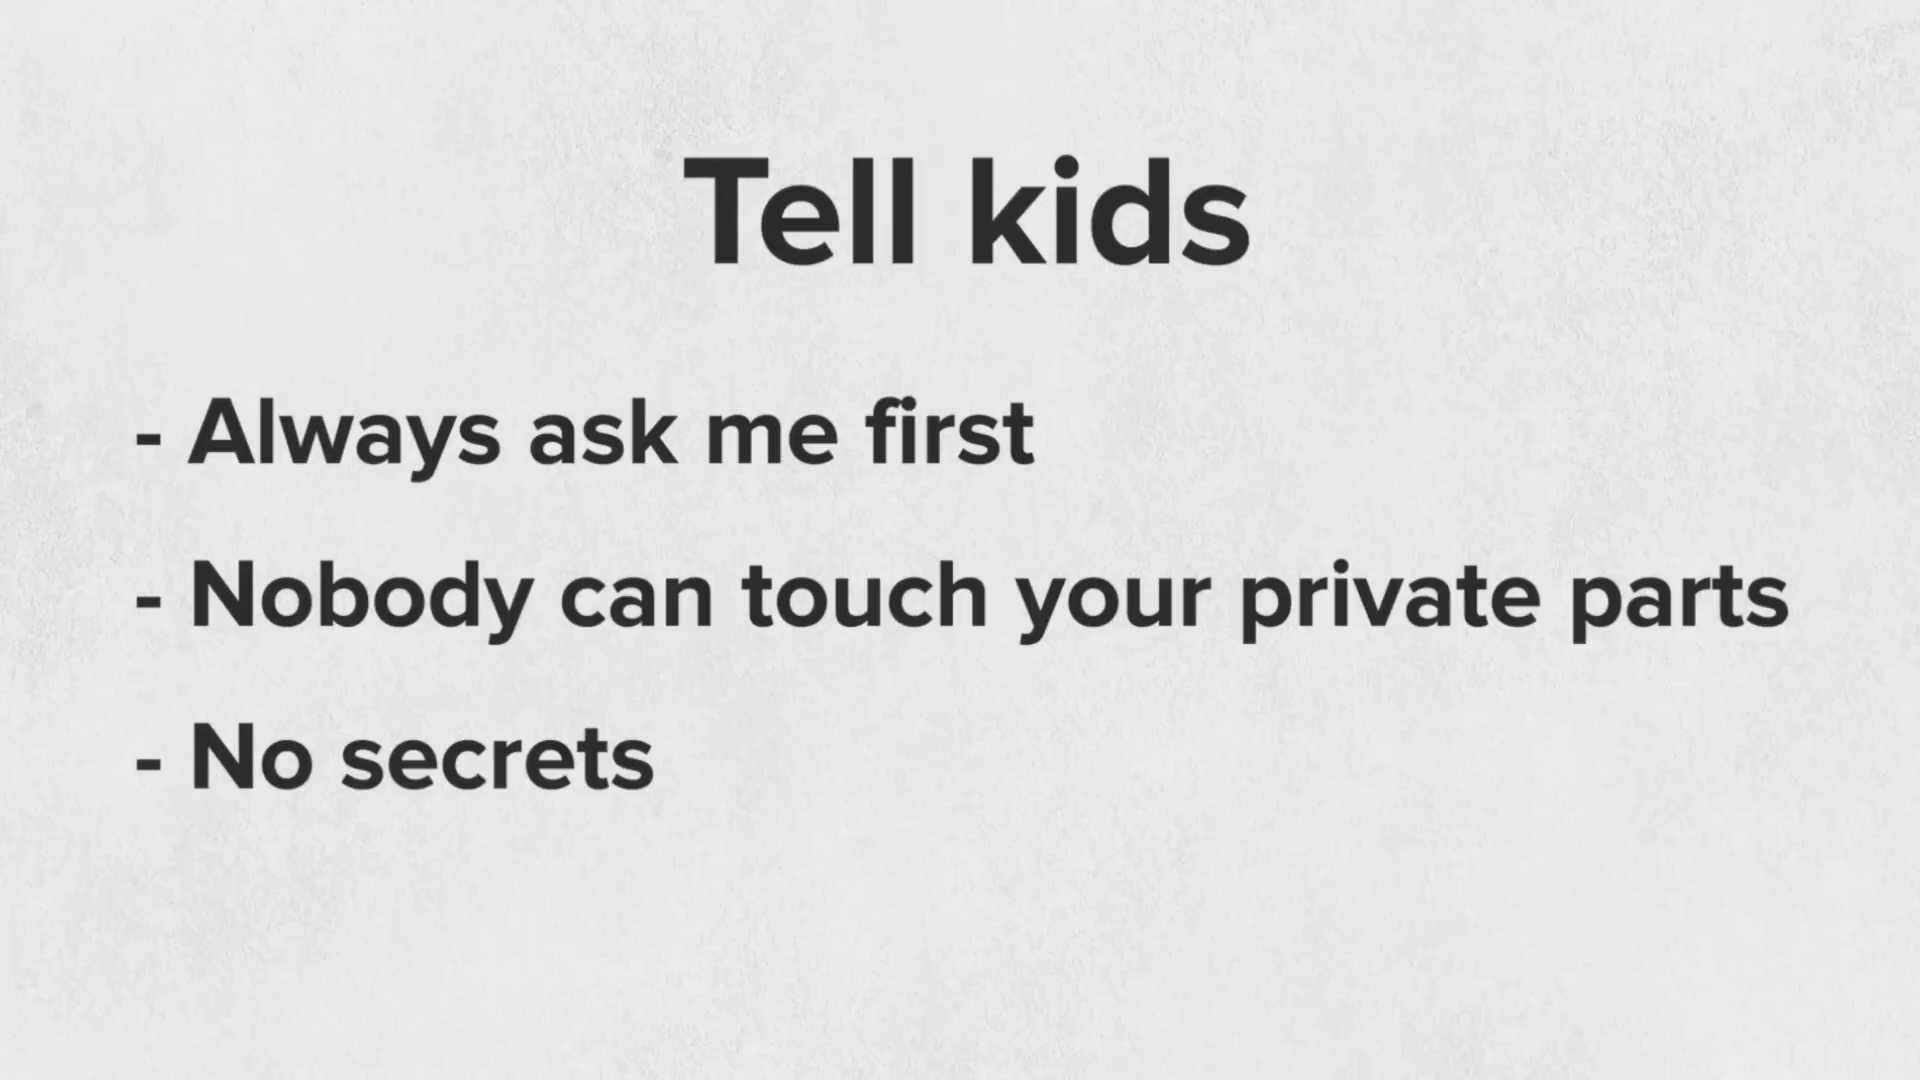 Tell kids
- Always ask me first
- Nobody can touch your private parts
- No secrets